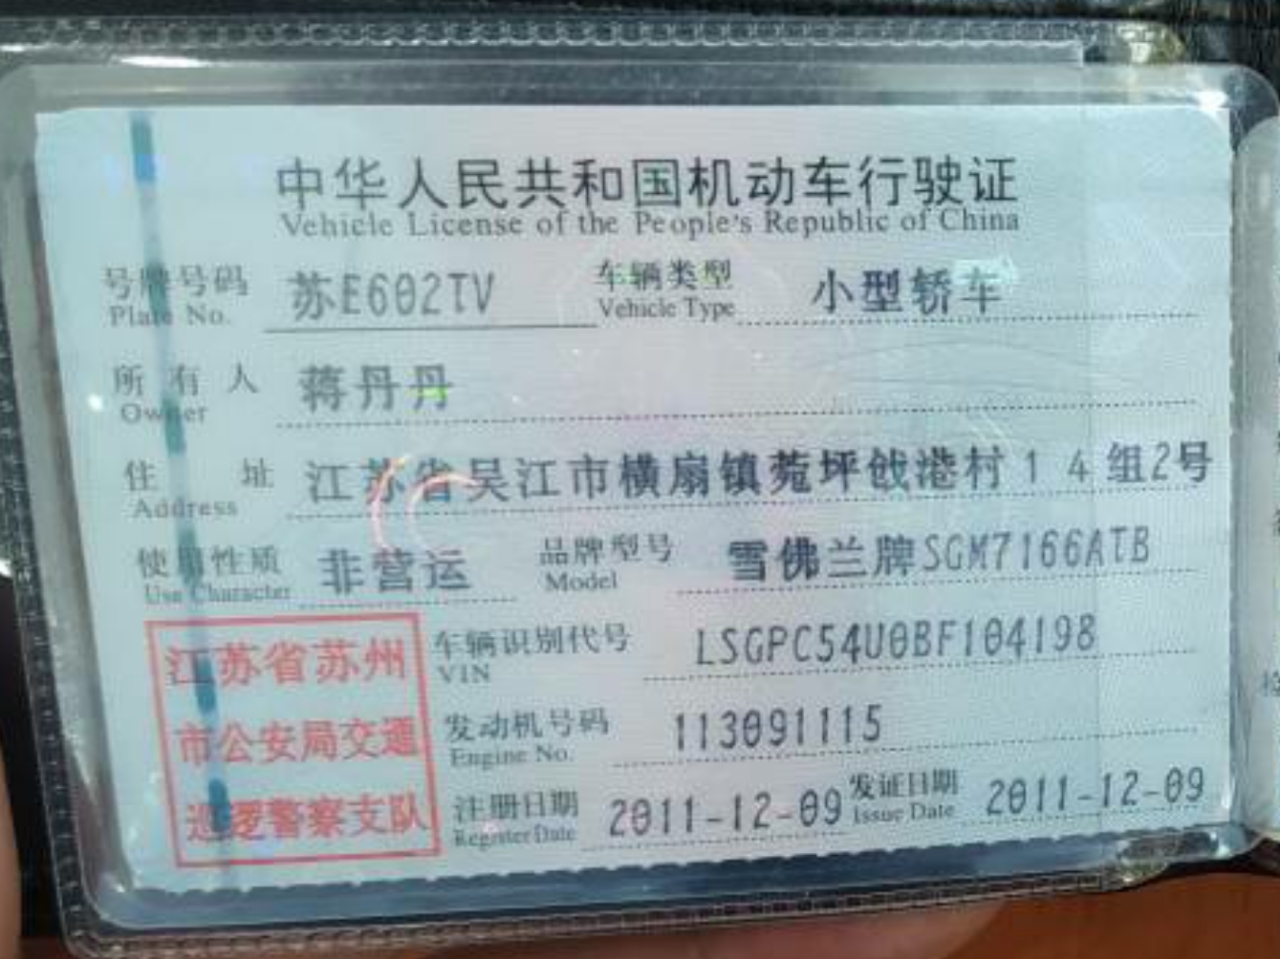 中华人民共和国机动车行驶证
Vehicle License of the People's Republic of China
号牌号码 苏E602TV 车辆类型 小型轿车
Plate No. Vehicle Type
所有人 蒋丹丹
Owner
住址 江苏省吴江市横扇镇菀坪戗港村14组2号
Address
使用性质 非营运 品牌型号 雪佛兰牌SGM7166ATB
Use Character Model
江苏省苏州 车辆识别代号 LSGPC54U0BF104198
VIN
市公安局交通 发动机号码 113091115
Engine No.
巡逻警察支队 注册日期 2011-12-09 发证日期 2011-12-09
Register Date Issue Date